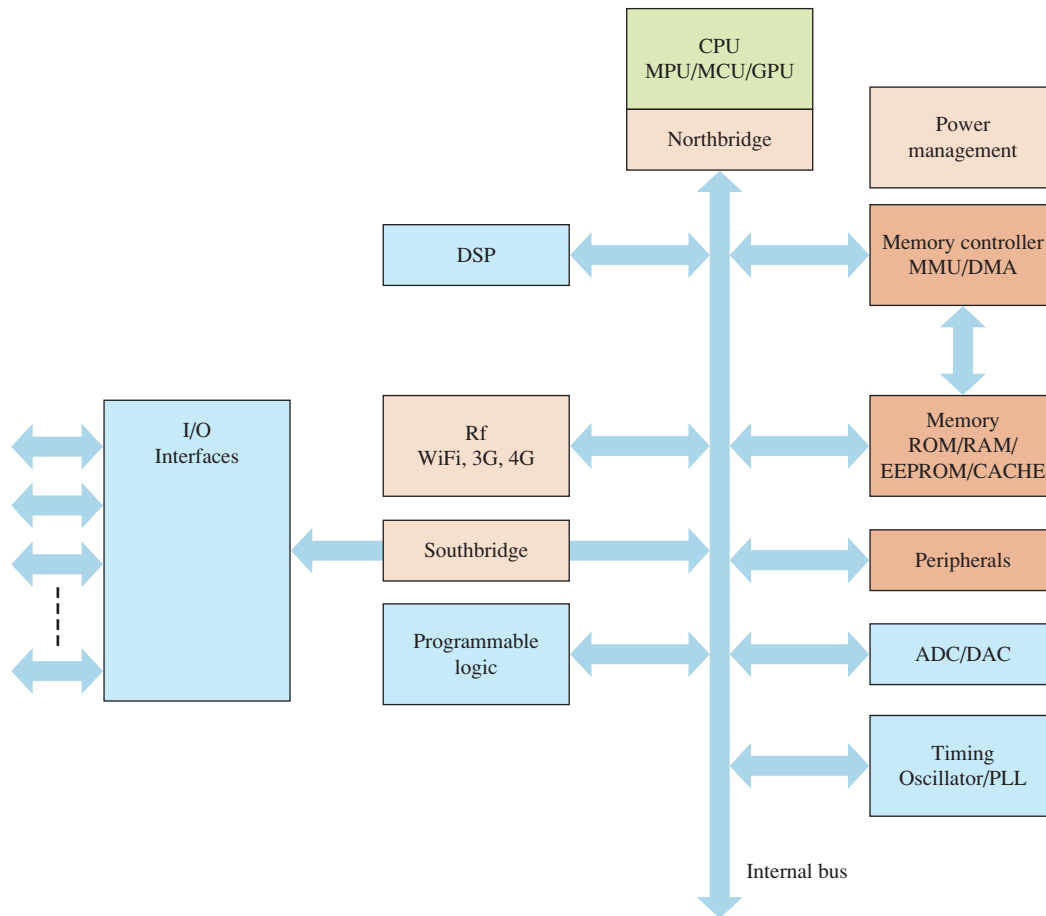 CPU
MPU/MCU/GPU
Northbridge
Power
management
DSP
Memory controller
MMU/DMA
I/O
Interfaces
Rf
WiFi, 3G, 4G
Memory
ROM/RAM/
EEPROM/CACHE
Southbridge
Peripherals
Programmable
logic
ADC/DAC
Timing
Oscillator/PLL
Internal bus